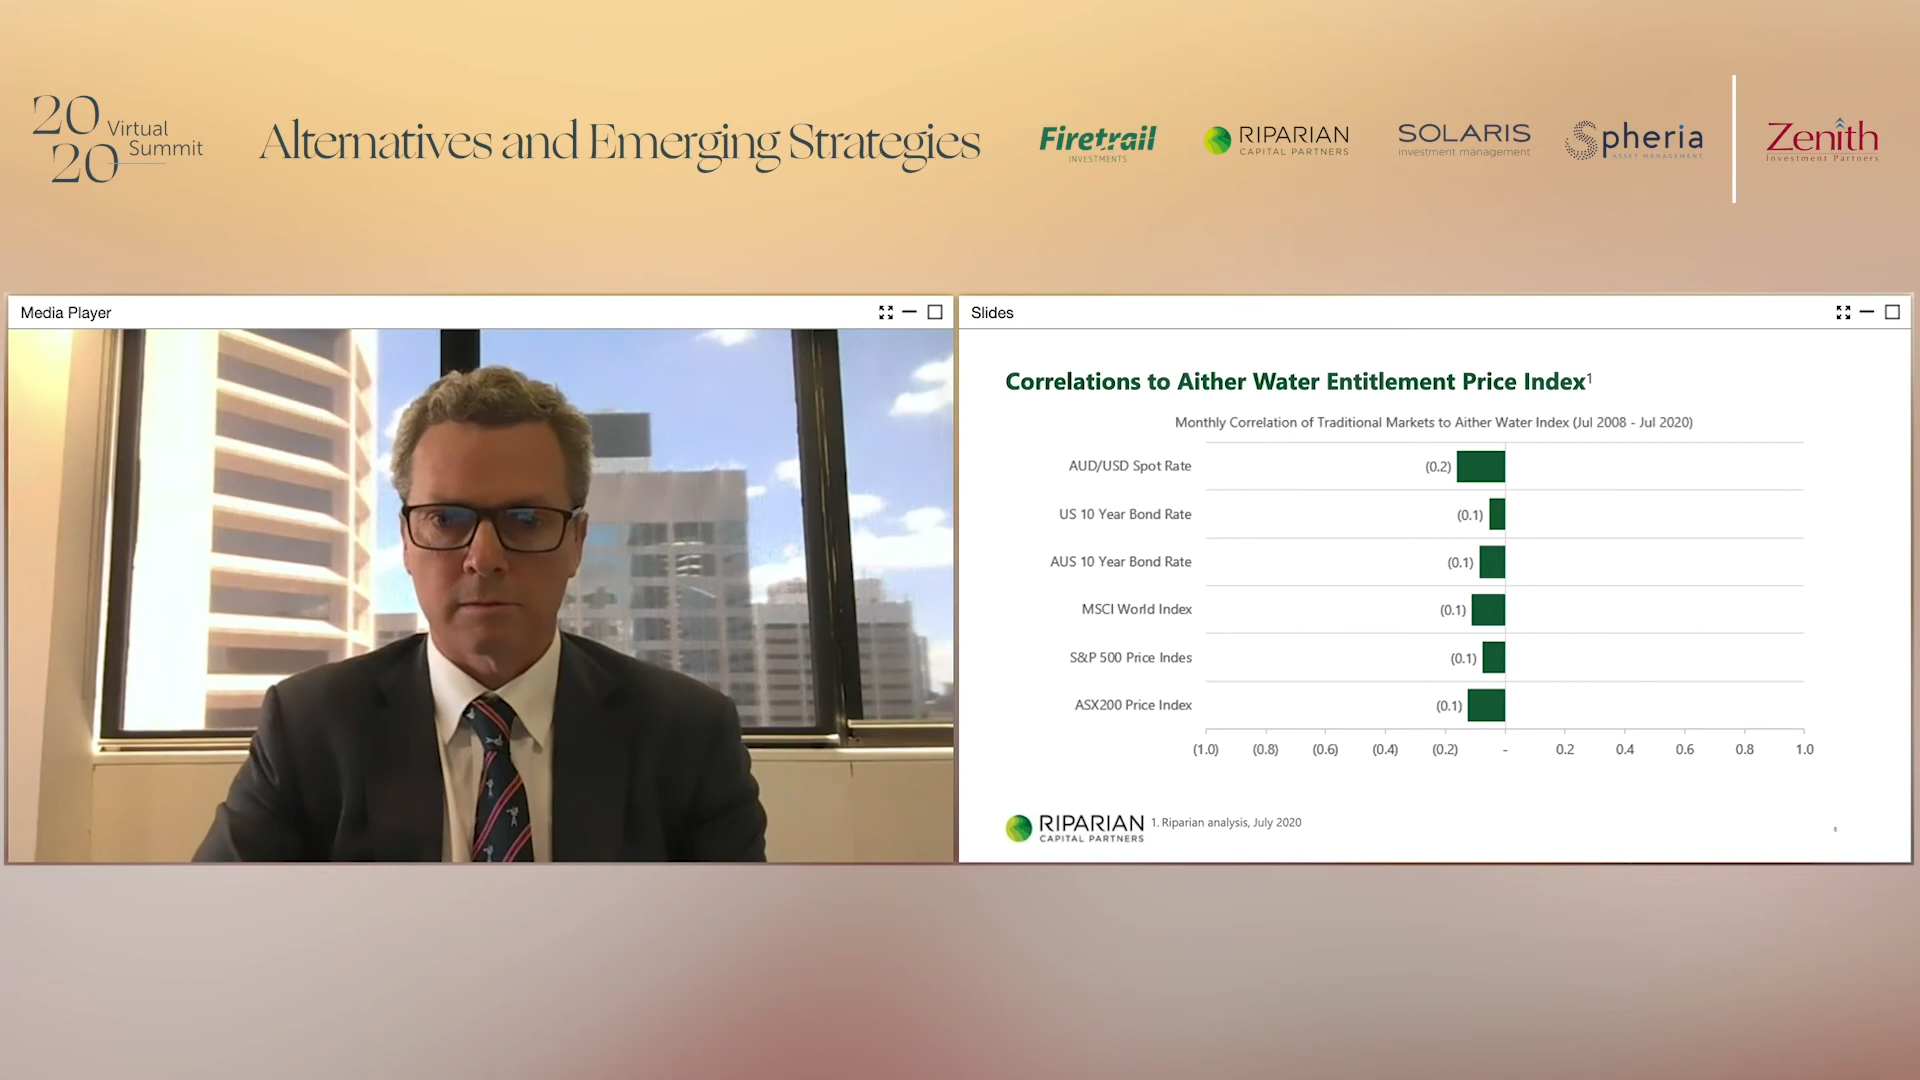 20
20
Virtual
Summit
Alternatives and Emerging Strategies
Firetrail
INVESTMENTS
RIPARIAN
CAPITAL PARTNERS
SOLARIS
investment management
Spheria
ASSET MANAGEMENT
Zenith
Investment Partners
Media Player
Slides
Correlations to Aither Water Entitlement Price Index1
Monthly Correlation of Traditional Markets to Aither Water Index (Jul 2008 - Jul 2020)
AUD/USD Spot Rate (0.2)
US 10 Year Bond Rate (0.1)
AUS 10 Year Bond Rate (0.1)
MSCI World Index (0.1)
S&P 500 Price Indes (0.1)
ASX200 Price Index (0.1)
(1.0) (0.8) (0.6) (0.4) (0.2) - 0.2 0.4 0.6 0.8 1.0
RIPARIAN
CAPITAL PARTNERS
1. Riparian analysis, July 2020